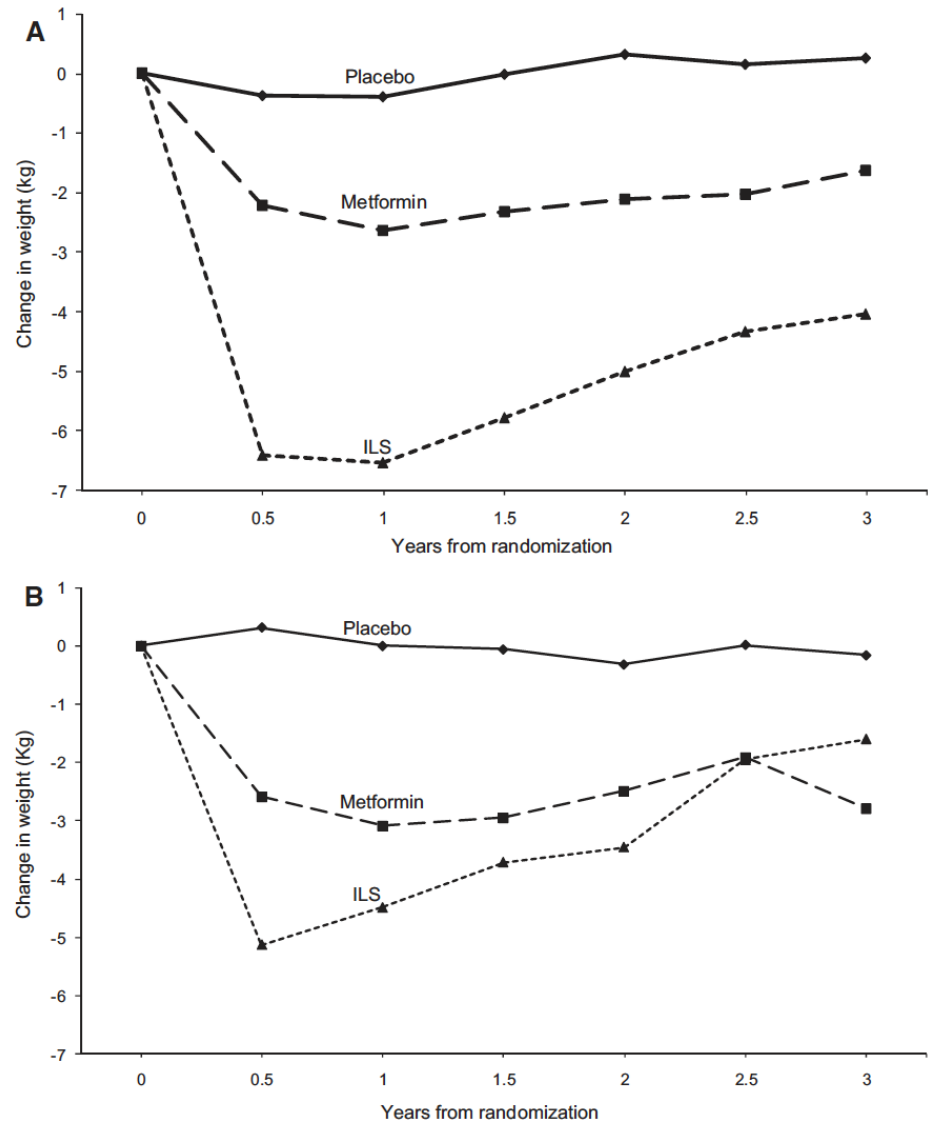 A
1
0
-1
-2
-3
-4
-5
-6
-7
Change in weight (kg)
Placebo
Metformin
ILS
0 0.5 1 1.5 2 2.5 3
Years from randomization
B
1
0
-1
-2
-3
-4
-5
-6
-7
Change in weight (Kg)
Placebo
Metformin
ILS
0 0.5 1 1.5 2 2.5 3
Years from randomization